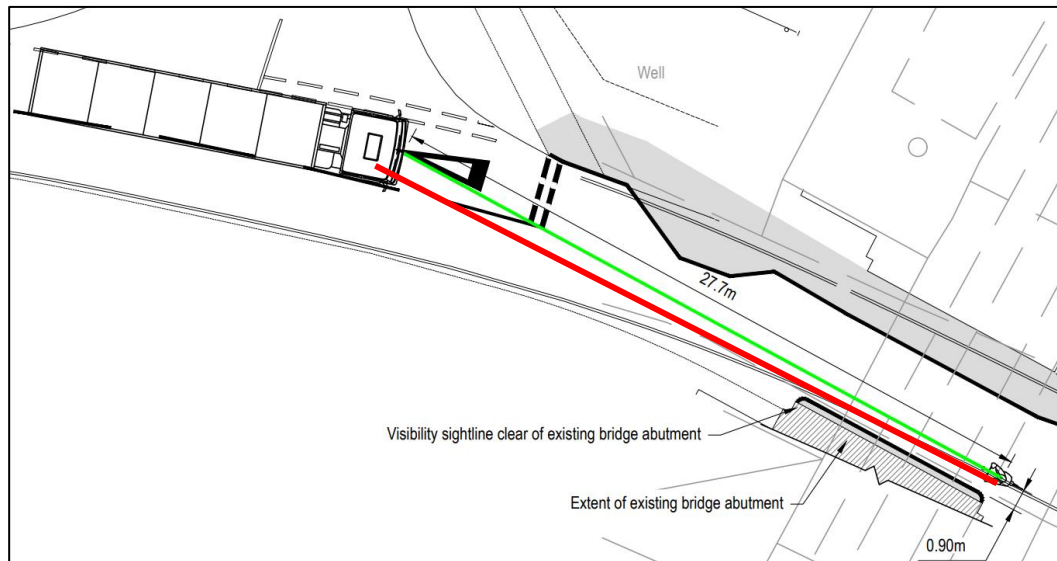 Well
27.7m
Visibility sightline clear of existing bridge abutment
Extent of existing bridge abutment
0.90m